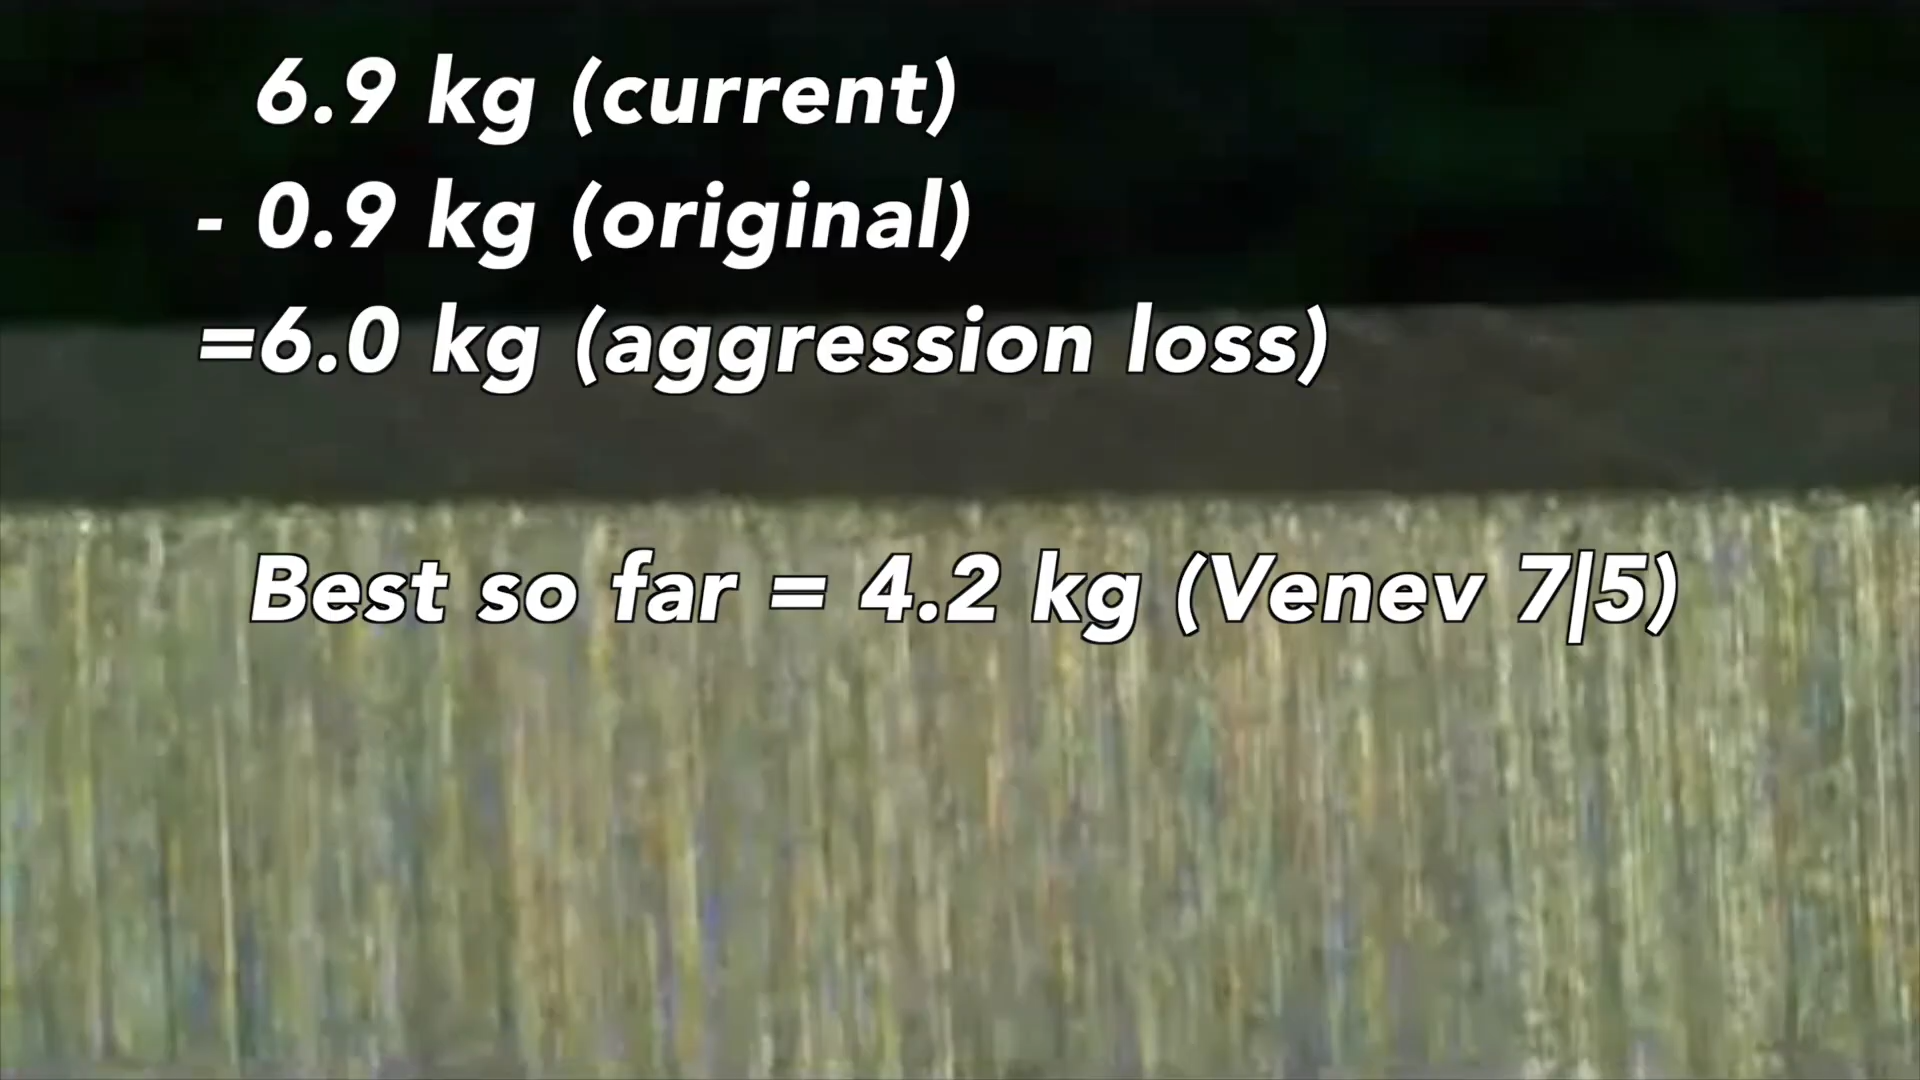 6.9 kg (current)
- 0.9 kg (original)
=6.0 kg (aggression loss)
Best so far = 4.2 kg (Venev 7|5)